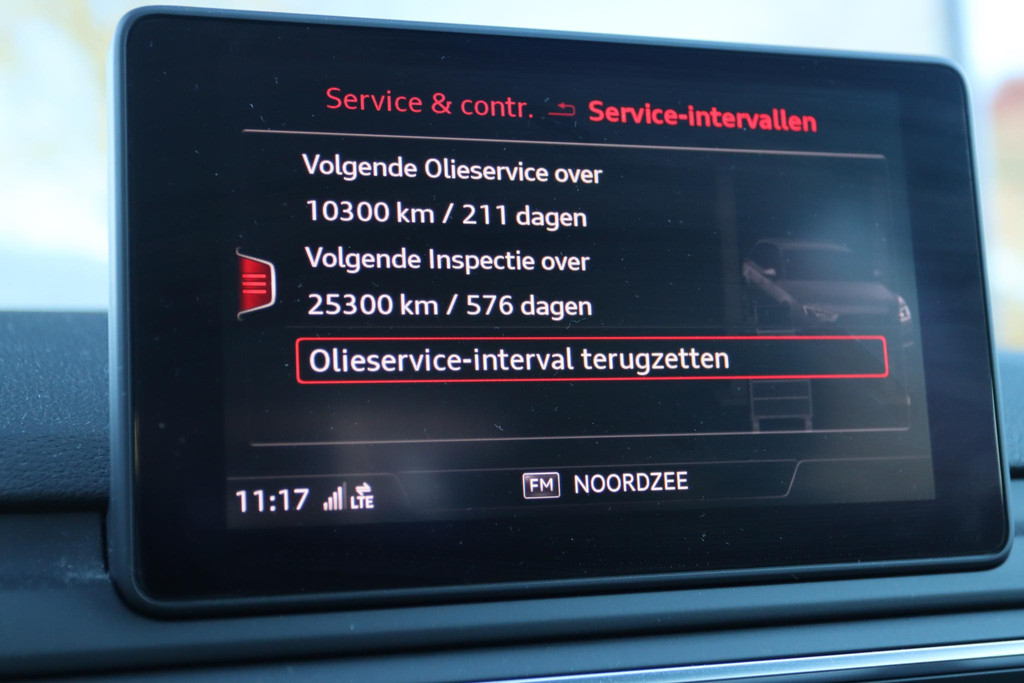 Service & contr. Service-intervallen
Volgende Olieservice over
10300 km / 211 dagen
Volgende Inspectie over
25300 km / 576 dagen
Olieservice-interval terugzetten
11:17 LTE FM NOORDZEE